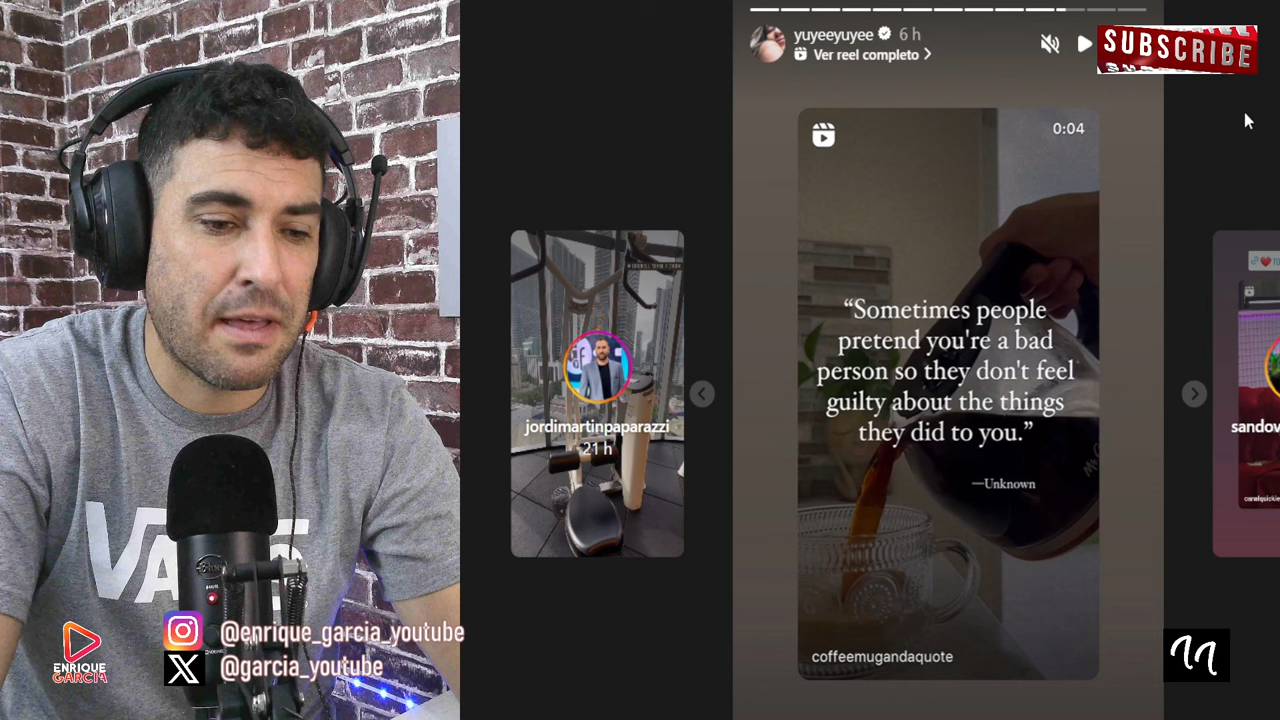 yuyeeyuyee 6 h
Ver reel completo
SUBSCRIBE
0:04
“Sometimes people
pretend you're a bad
person so they don't feel
guilty about the things
they did to you.”
—Unknown
coffeemugandaquote
jordimartinpaparazzi
21 h
sandov
VANS
@enrique_garcia_youtube
@garcia_youtube
ENRIQUE
GARCIA